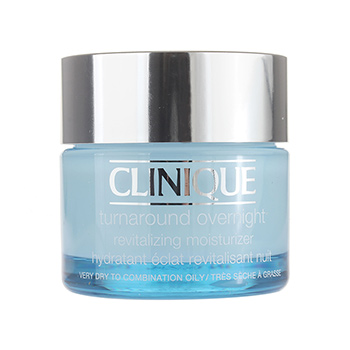 CLINIQUE
turnaround overnight
revitalizing moisturizer
hydratant éclat revitalisant nuit
VERY DRY TO COMBINATION OILY/TRÈS SÈCHE À GRASSE